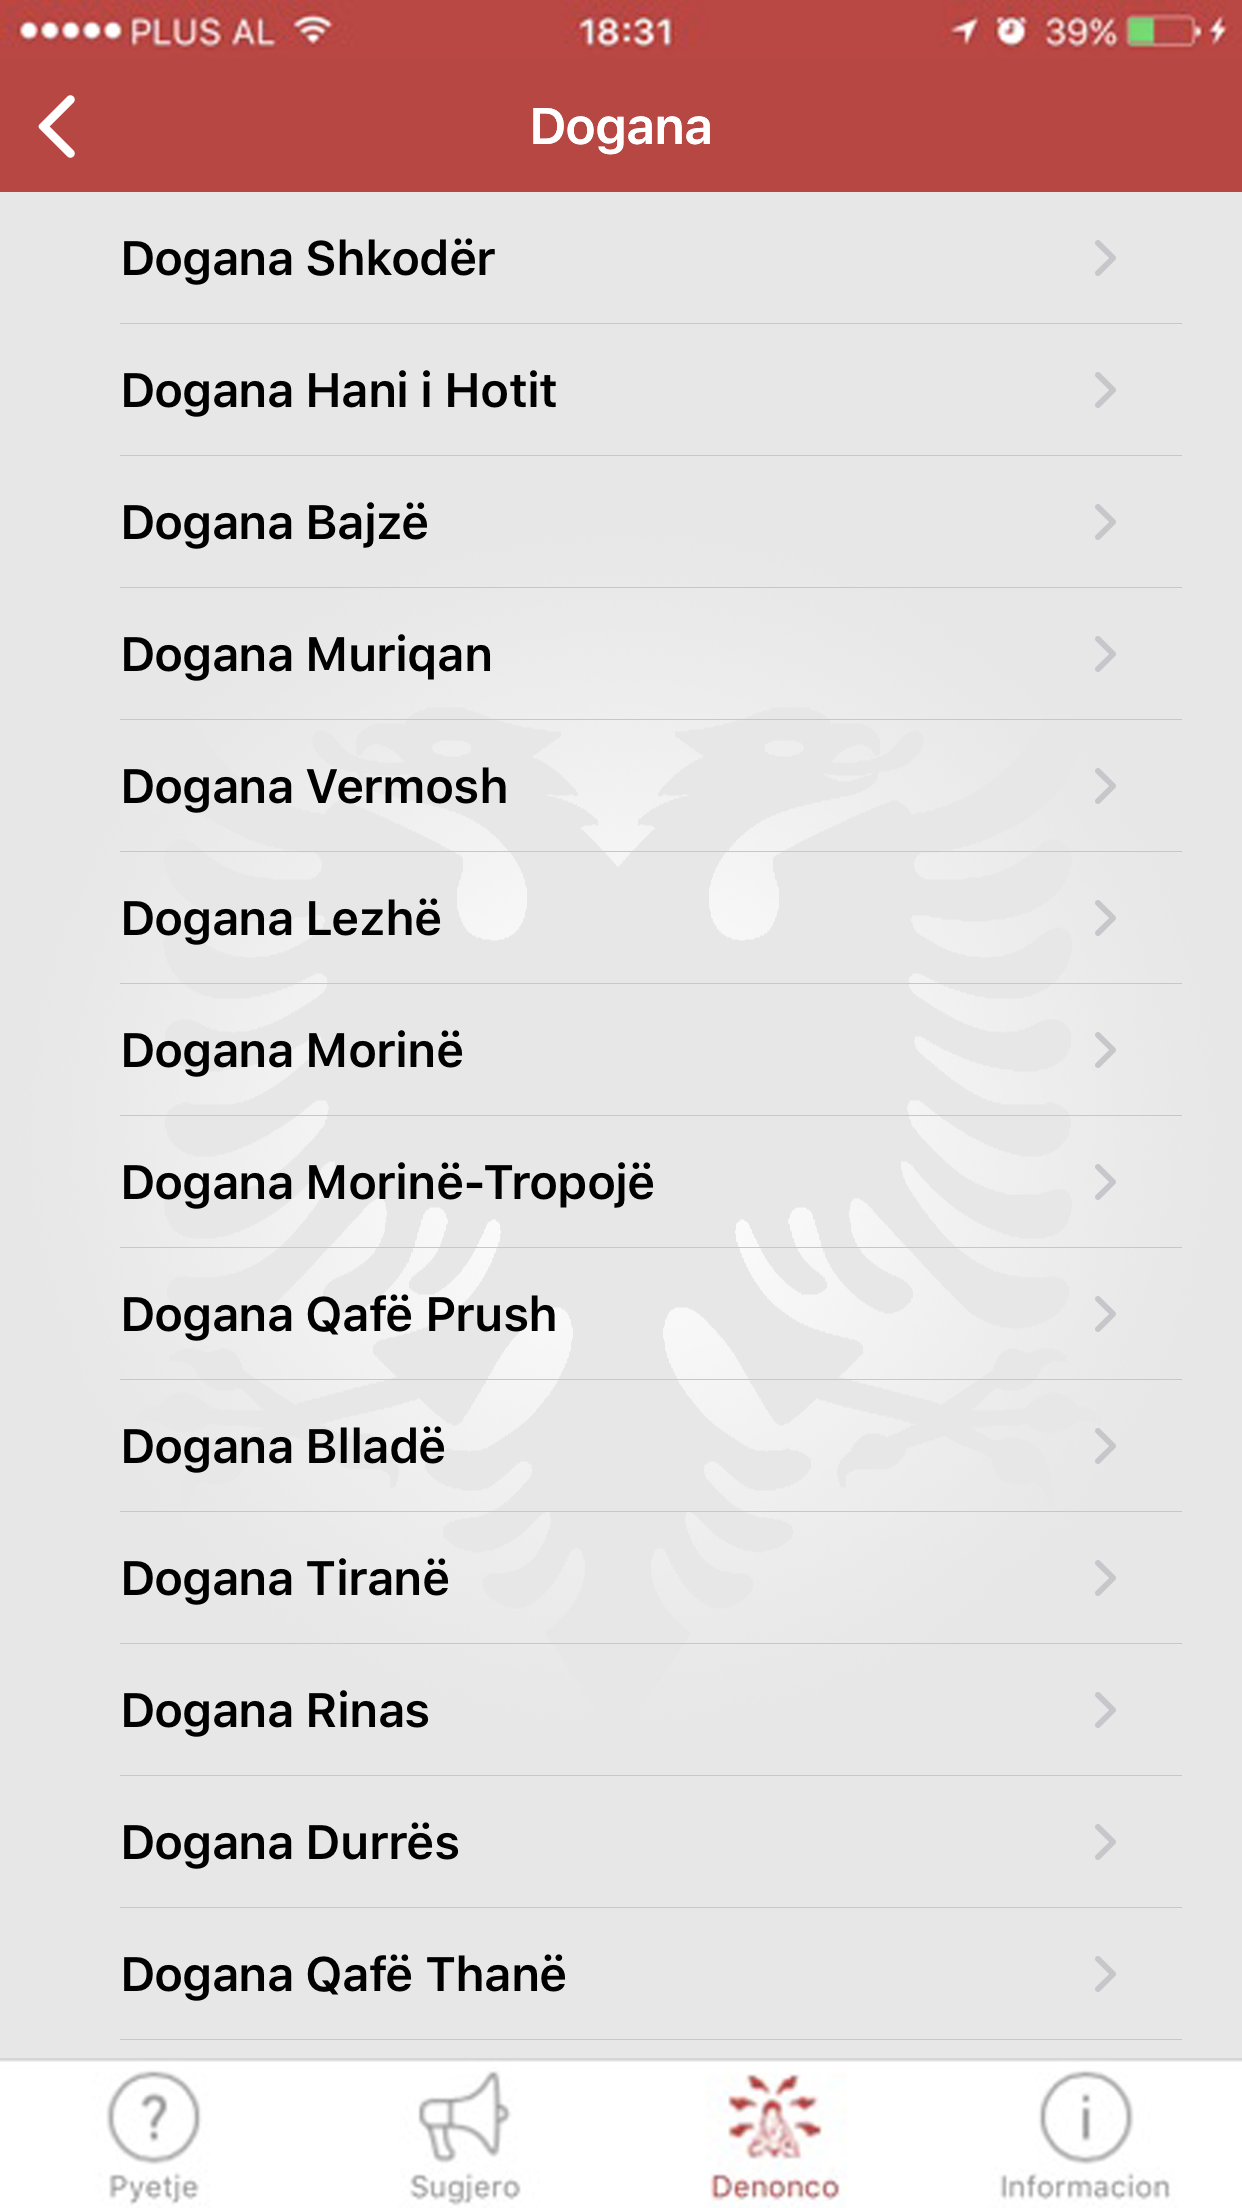 PLUS AL 18:31 39%
Dogana
Dogana Shkodër
Dogana Hani i Hotit
Dogana Bajzë
Dogana Muriqan
Dogana Vermosh
Dogana Lezhë
Dogana Morinë
Dogana Morinë-Tropojë
Dogana Qafë Prush
Dogana Blladë
Dogana Tiranë
Dogana Rinas
Dogana Durrës
Dogana Qafë Thanë
Pyetje Sugjero Denonco Informacion